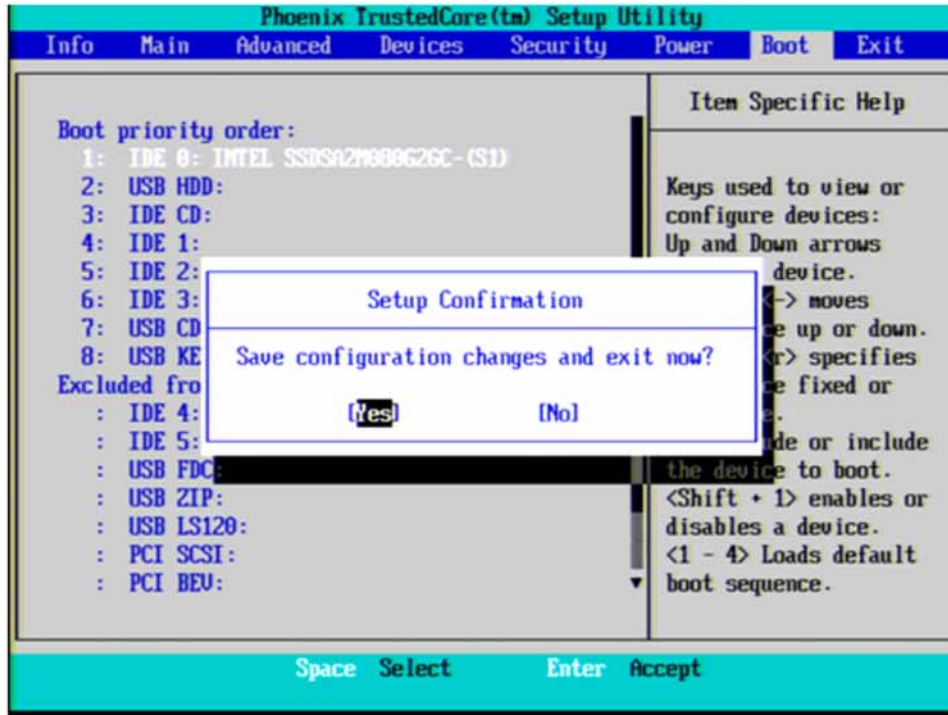 Phoenix TrustedCore(tm) Setup Utility
Info Main Advanced Devices Security Power Boot Exit
Boot priority order:
1: IDE 0: INTEL SSDSA2M080G2GC-(S1)
2: USB HDD:
3: IDE CD:
4: IDE 1:
5: IDE 2:
6: IDE 3:
7: USB CD
8: USB KE
Excluded fro
: IDE 4:
: IDE 5:
: USB FDC:
: USB ZIP:
: USB LS120:
: PCI SCSI:
: PCI BEV:
Setup Confirmation
Save configuration changes and exit now?
[Yes] [No]
Item Specific Help
Keys used to view or
configure devices:
Up and Down arrows
device.
<-> moves
e up or down.
r> specifies
e fixed or
.
de or include
the device to boot.
<Shift + 1> enables or
disables a device.
<1 - 4> Loads default
boot sequence.
Space Select Enter Accept